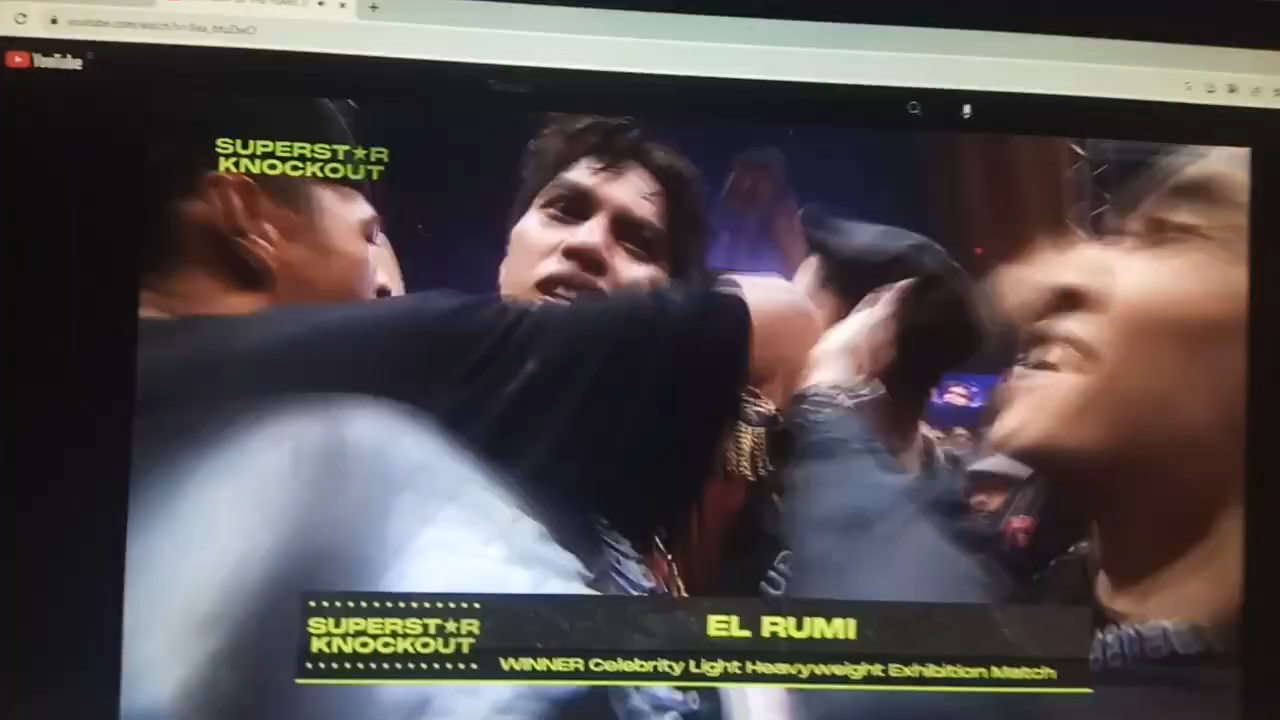 YouTube
SUPERST★R
KNOCKOUT
SUPERST★R
KNOCKOUT
EL RUMI
WINNER Celebrity Light Heavyweight Exhibition Match